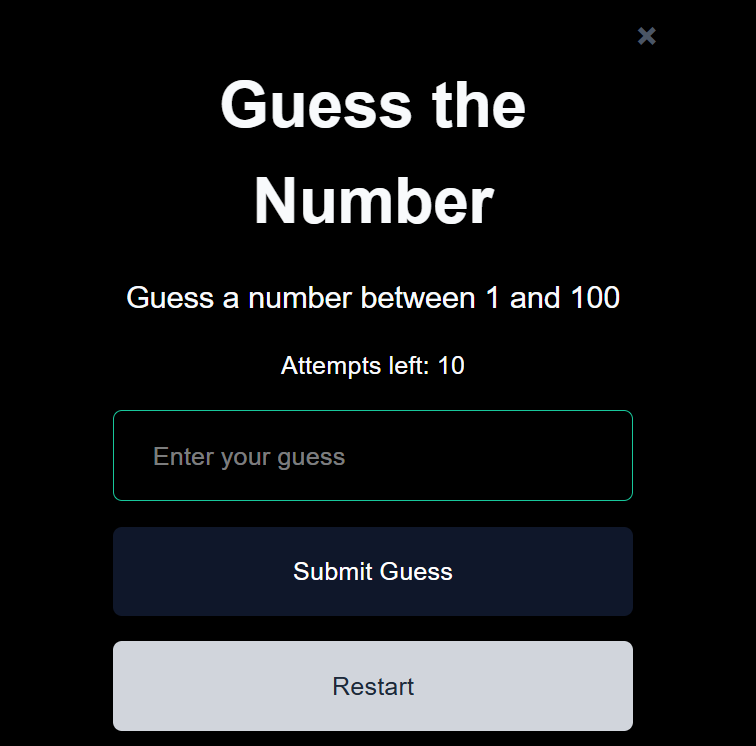 Guess the
Number
Guess a number between 1 and 100
Attempts left: 10
Enter your guess
Submit Guess
Restart